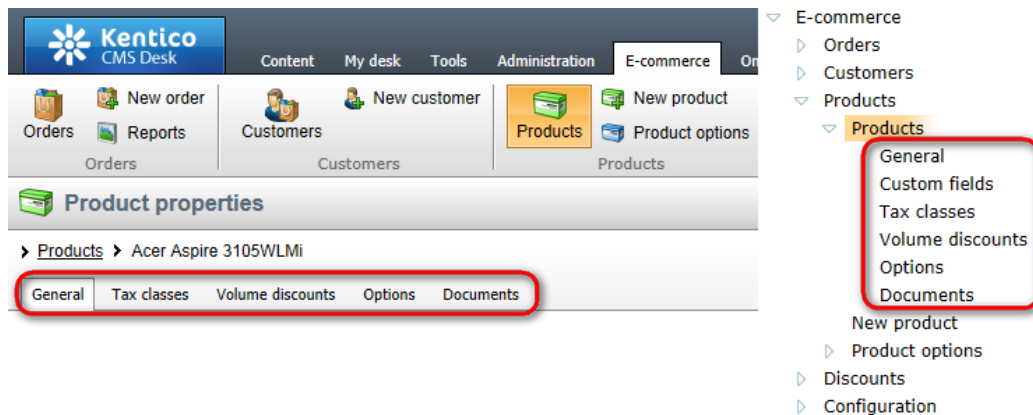 Kentico
CMS Desk
Content My desk Tools Administration E-commerce On
New order
Orders
Reports
Orders
New customer
Customers
Customers
New product
Products
Product options
Products
Product properties
Products Acer Aspire 3105WLMi
General Tax classes Volume discounts Options Documents
E-commerce
Orders
Customers
Products
Products
General
Custom fields
Tax classes
Volume discounts
Options
Documents
New product
Product options
Discounts
Configuration